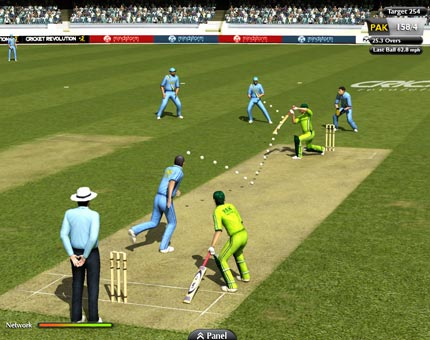 Target 254
PAK 158/4
25.3 Overs
Last Ball 62.8 mph
CRICKET REVOLUTION
mindstorm
mindstorm
mindstorm
PAK
Network
Panel